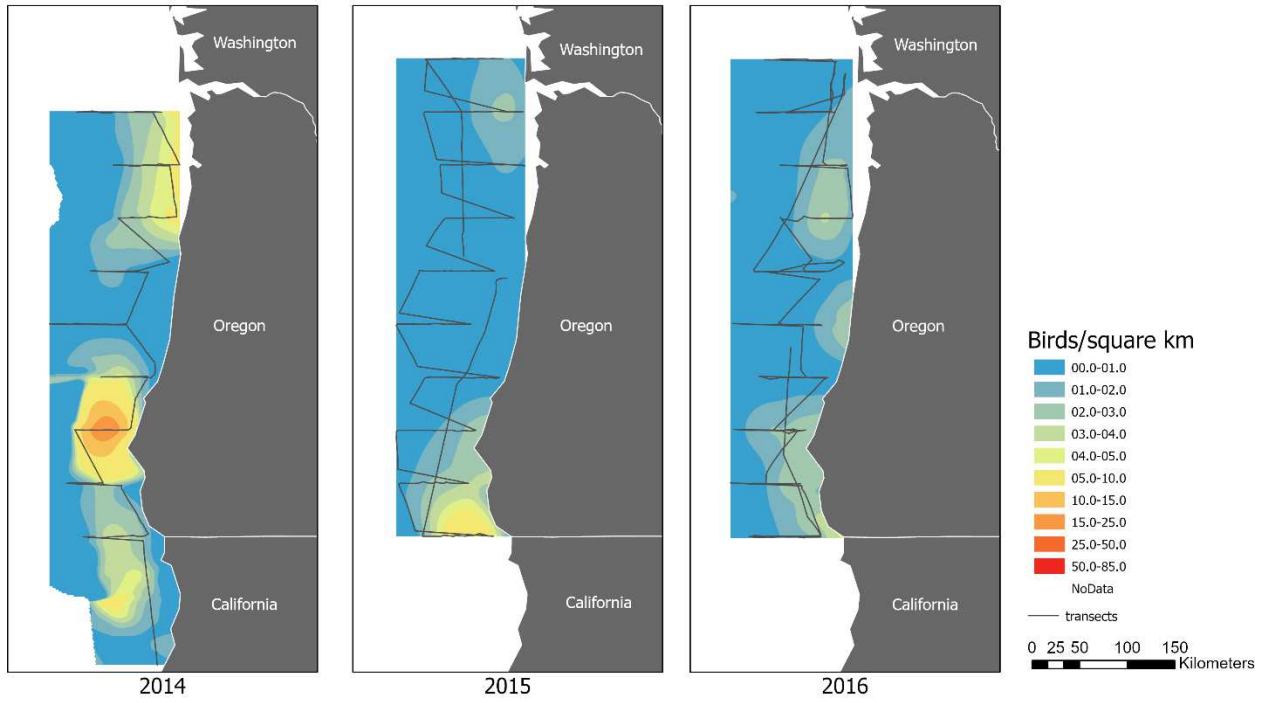 Washington
Oregon
California
2014
Washington
Oregon
California
2015
Washington
Oregon
California
2016
Birds/square km
00.0-01.0
01.0-02.0
02.0-03.0
03.0-04.0
04.0-05.0
05.0-10.0
10.0-15.0
15.0-25.0
25.0-50.0
50.0-85.0
NoData
transects
0 25 50 100 150
Kilometers